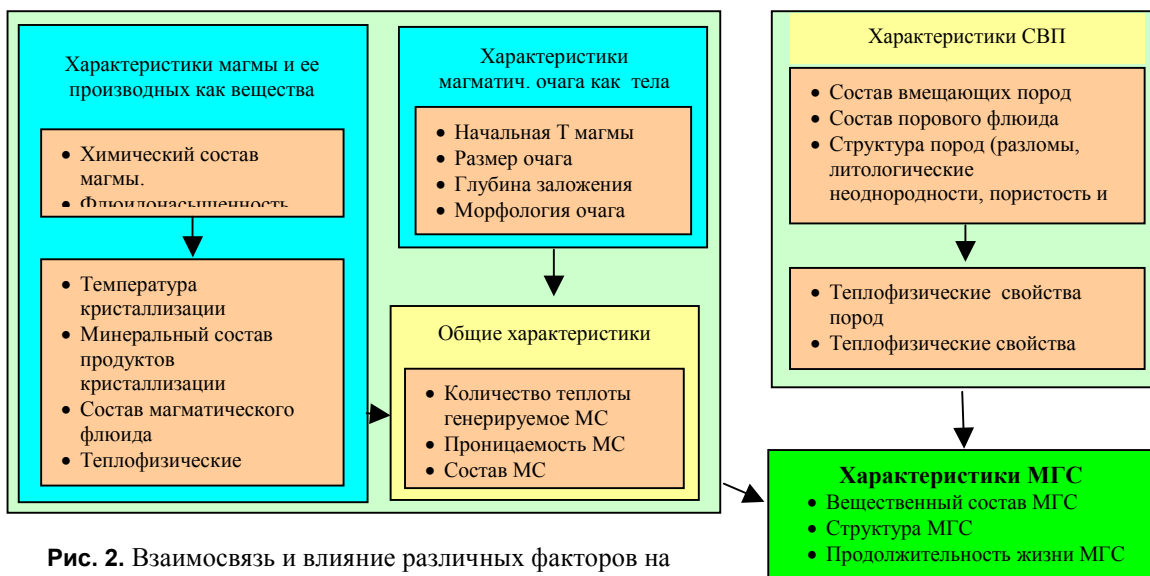 Характеристики магмы и ее
производных как вещества
• Химический состав
магмы.
• Флюидонасыщенность
• Температура
кристаллизации
• Минеральный состав
продуктов
кристаллизации
• Состав магматического
флюида
• Теплофизические
Характеристики
магматич. очага как тела
• Начальная Т магмы
• Размер очага
• Глубина заложения
• Морфология очага
Общие характеристики
• Количество теплоты
генерируемое МС
• Проницаемость МС
• Состав МС
Характеристики СВП
• Состав вмещающих пород
• Состав порового флюида
• Структура пород (разломы,
литологические
неоднородности, пористость и
• Теплофизические свойства
пород
• Теплофизические свойства
Характеристики МГС
• Вещественный состав МГС
• Структура МГС
• Продолжительность жизни МГС
Рис. 2. Взаимосвязь и влияние различных факторов на